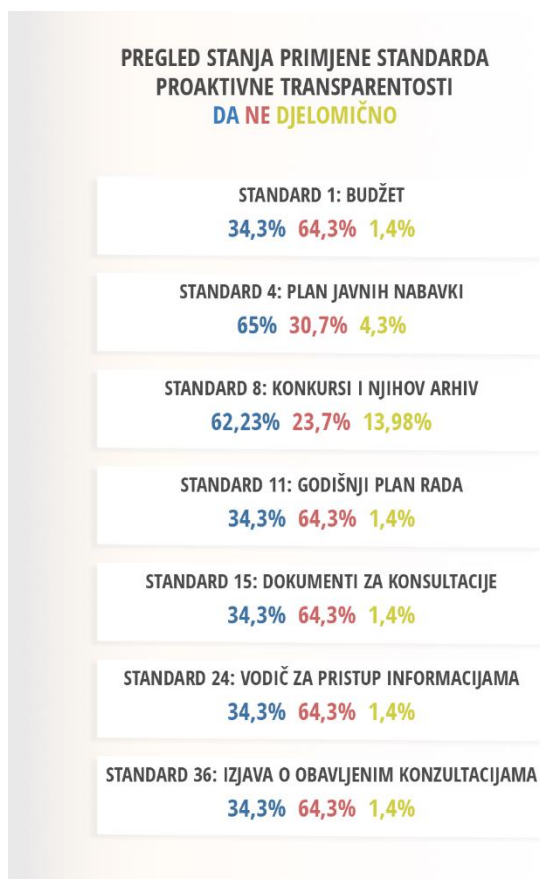 PREGLED STANJA PRIMJENE STANDARDA
PROAKTIVNE TRANSPARENTOSTI
DA NE DJELOMIČNO
STANDARD 1: BUDŽET
34,3% 64,3% 1,4%
STANDARD 4: PLAN JAVNIH NABAVKI
65% 30,7% 4,3%
STANDARD 8: KONKURSI I NJIHOV ARHIV
62,23% 23,7% 13,98%
STANDARD 11: GODIŠNJI PLAN RADA
34,3% 64,3% 1,4%
STANDARD 15: DOKUMENTI ZA KONSULTACIJE
34,3% 64,3% 1,4%
STANDARD 24: VODIČ ZA PRISTUP INFORMACIJAMA
34,3% 64,3% 1,4%
STANDARD 36: IZJAVA O OBAVLJENIM KONZULTACIJAMA
34,3% 64,3% 1,4%